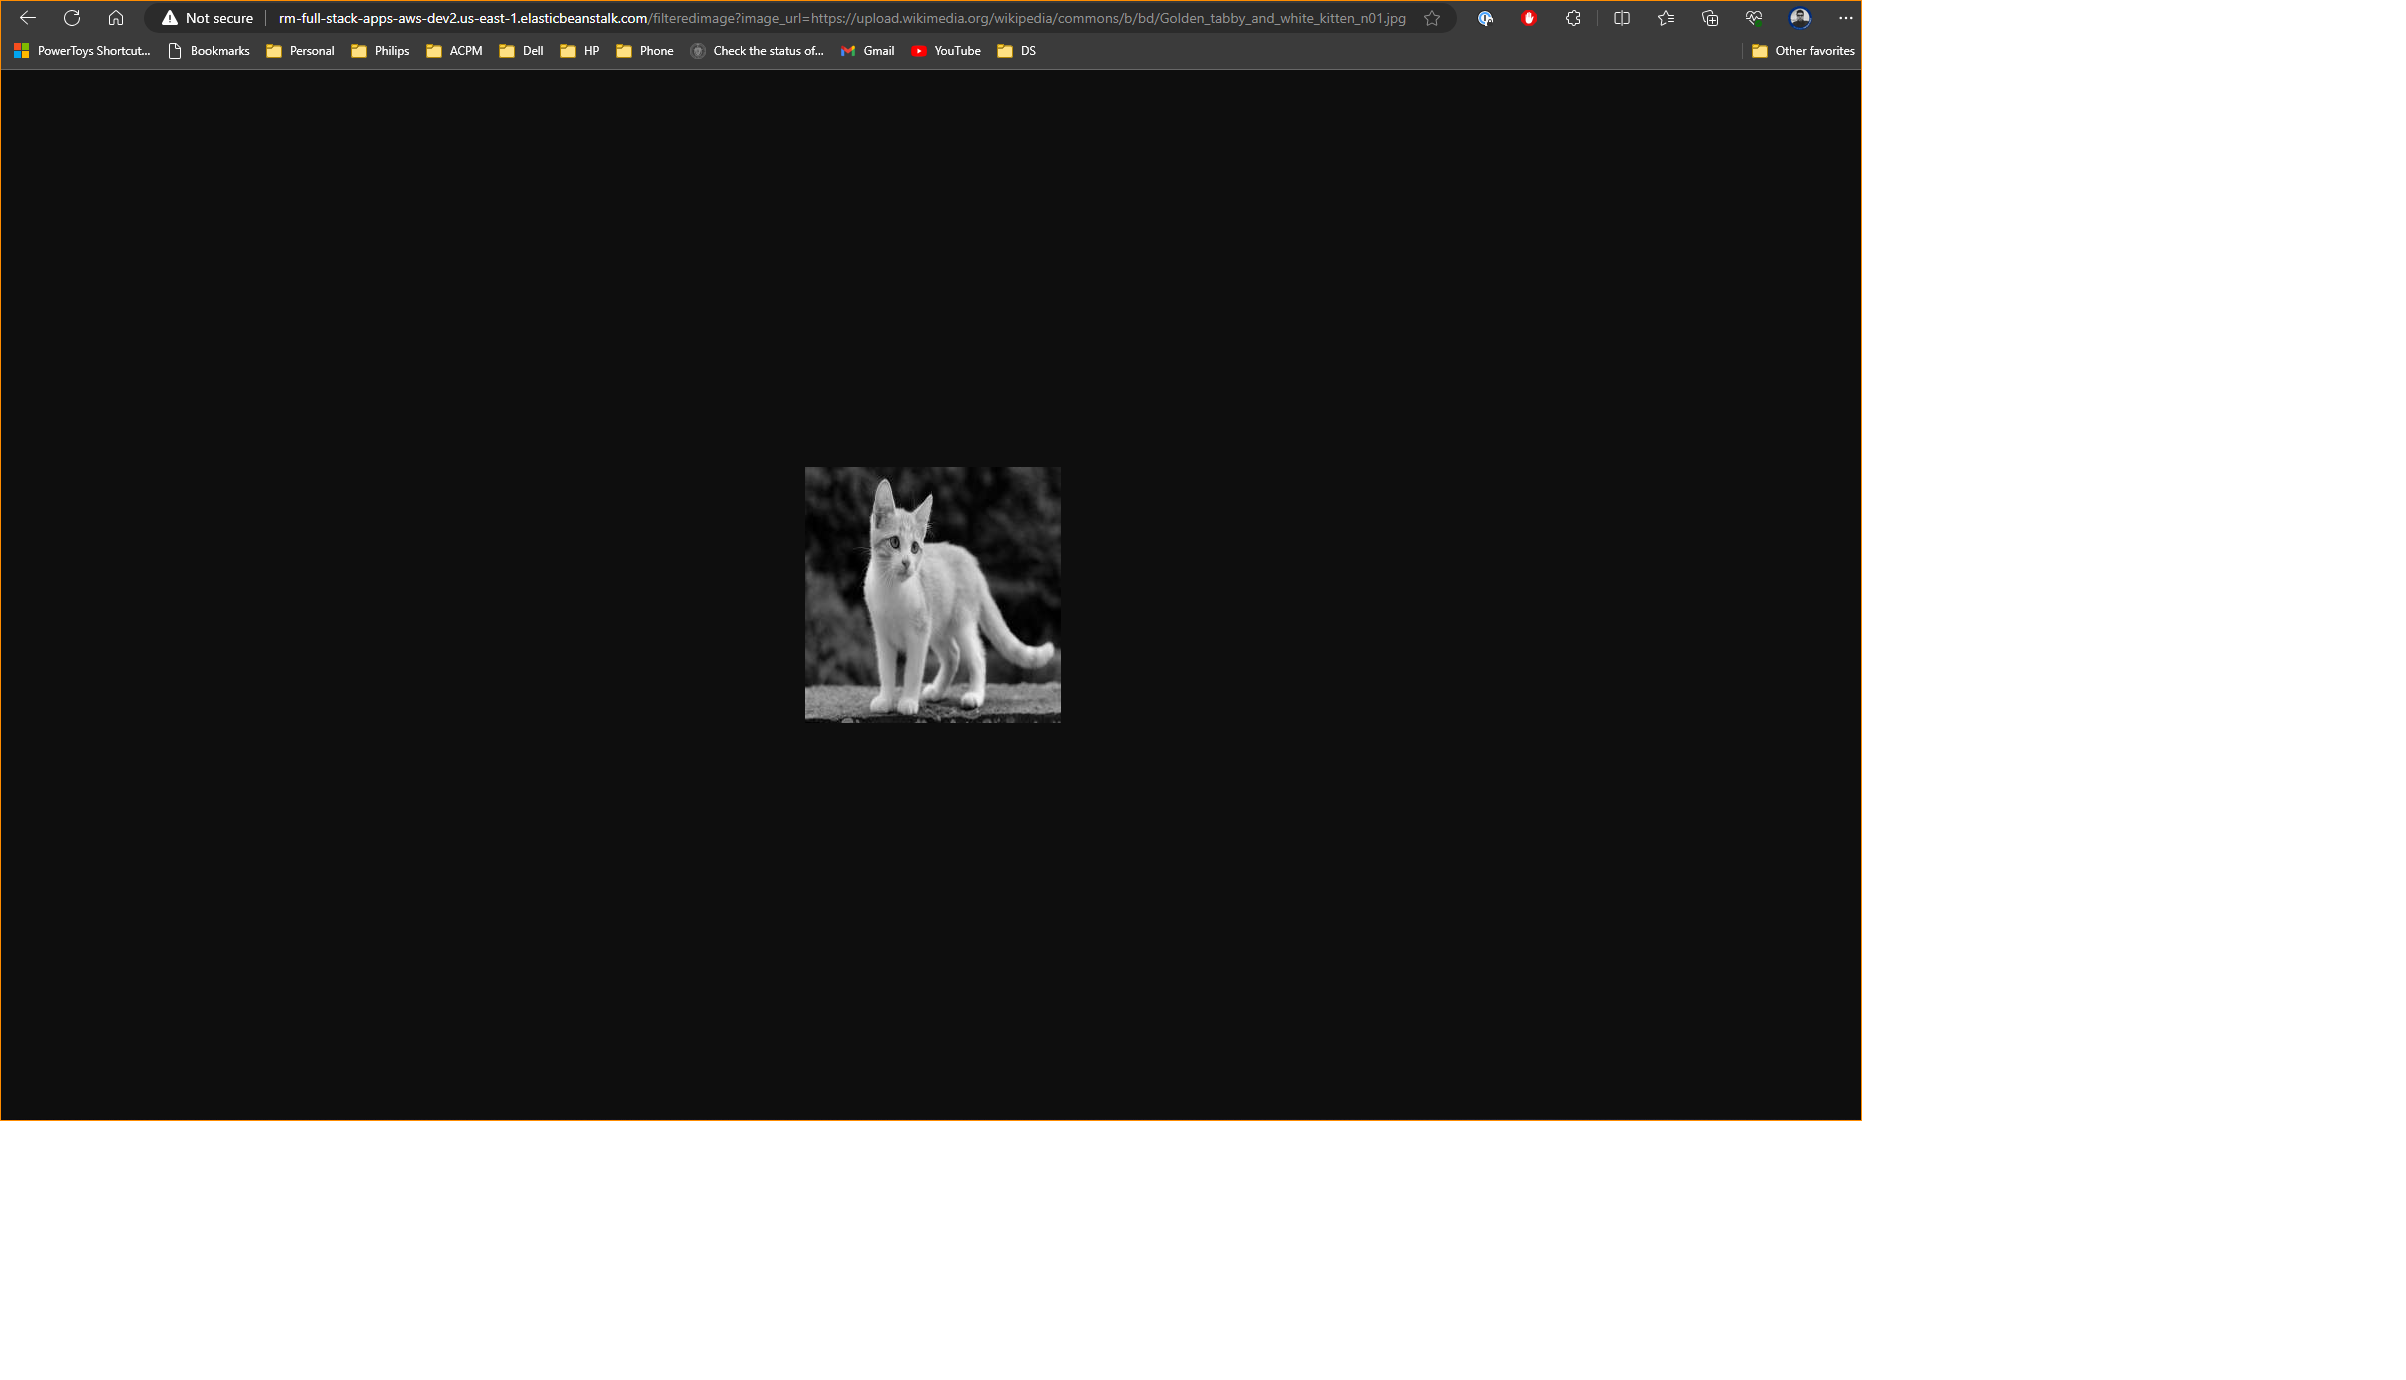 Not secure rm-full-stack-apps-aws-dev2.us-east-1.elasticbeanstalk.com/filteredimage?image_url=https://upload.wikimedia.org/wikipedia/commons/b/bd/Golden_tabby_and_white_kitten_n01.jpg
PowerToys Shortcut... Bookmarks Personal Philips ACPM Dell HP Phone Check the status of... Gmail YouTube DS Other favorites